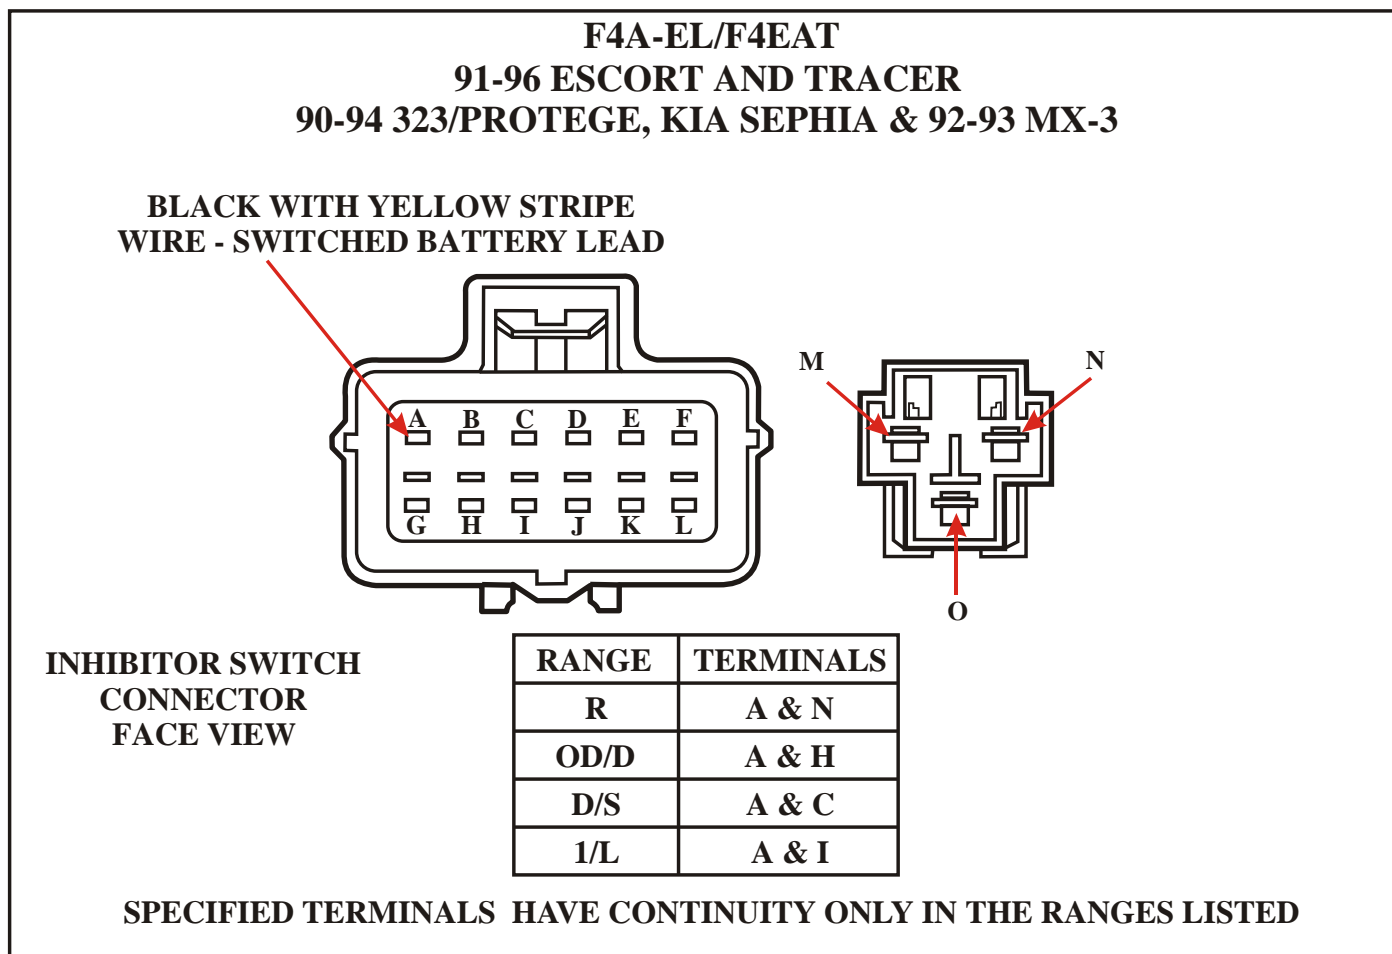 F4A-EL/F4EAT
91-96 ESCORT AND TRACER
90-94 323/PROTEGE, KIA SEPHIA & 92-93 MX-3
BLACK WITH YELLOW STRIPE
WIRE - SWITCHED BATTERY LEAD
M
N
A B C D E F
G H I J K L
O
INHIBITOR SWITCH
CONNECTOR
FACE VIEW
RANGE TERMINALS
R A & N
OD/D A & H
D/S A & C
1/L A & I
SPECIFIED TERMINALS HAVE CONTINUITY ONLY IN THE RANGES LISTED